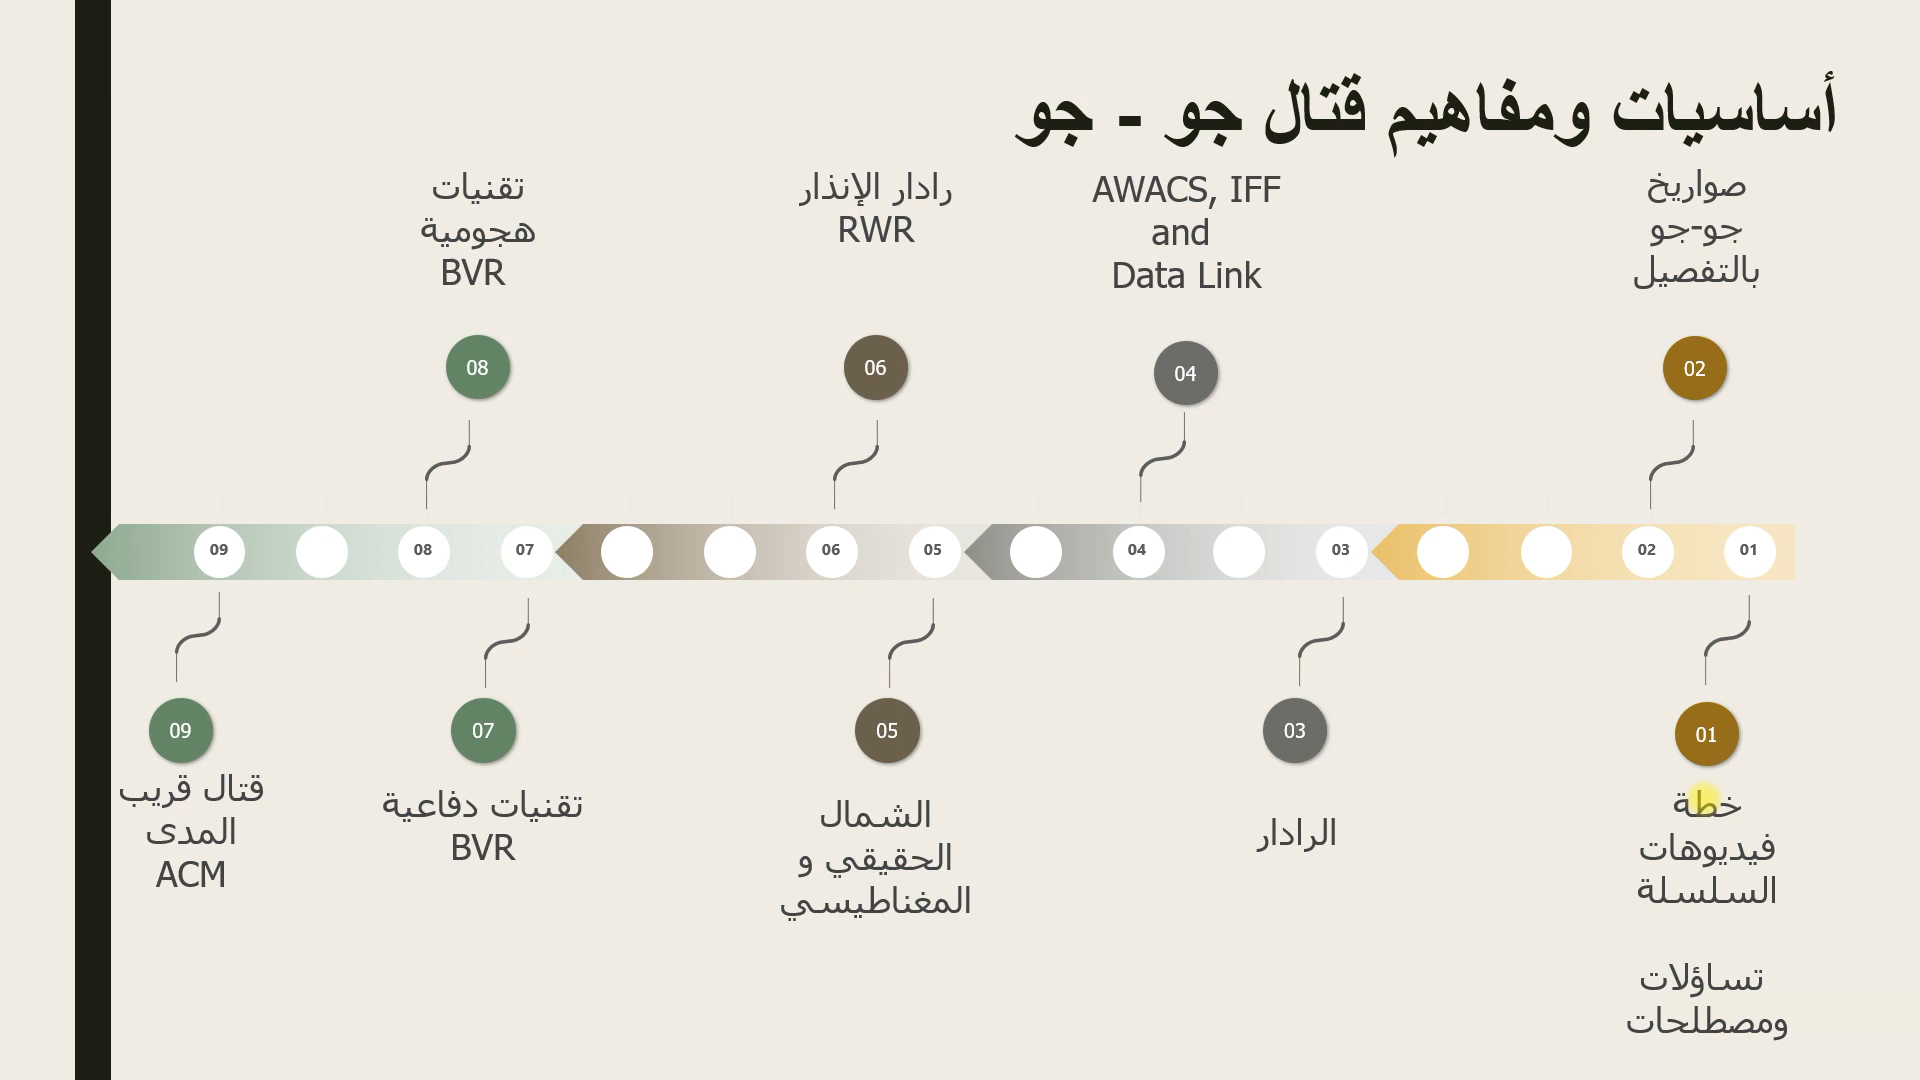 أساسيات ومفاهيم قتال جو - جو
صواريخ
جو-جو
بالتفصيل
AWACS, IFF
and
Data Link
رادار الإنذار
RWR
تقنيات
هجومية
BVR
02
04
06
08
01
02
03
04
05
06
07
08
09
01
03
05
07
09
خطة
فيديوهات
السلسلة
تساؤلات
ومصطلحات
الرادار
الشمال
الحقيقي و
المغناطيسي
تقنيات دفاعية
BVR
قتال قريب
المدى
ACM